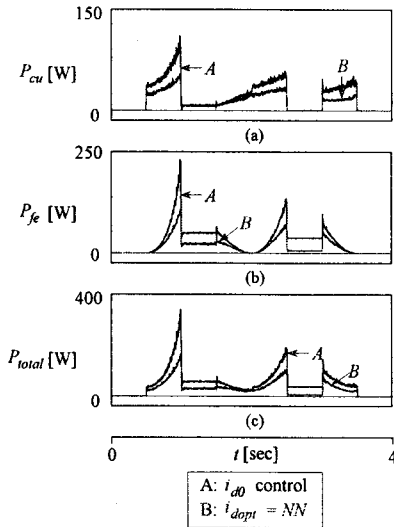 150
P_cu [W]
A
B
0
(a)
250
P_fe [W]
A
B
0
(b)
400
P_total [W]
A
B
0
(c)
0 4
t [sec]
A: i_d0 control
B: i_dopt = NN